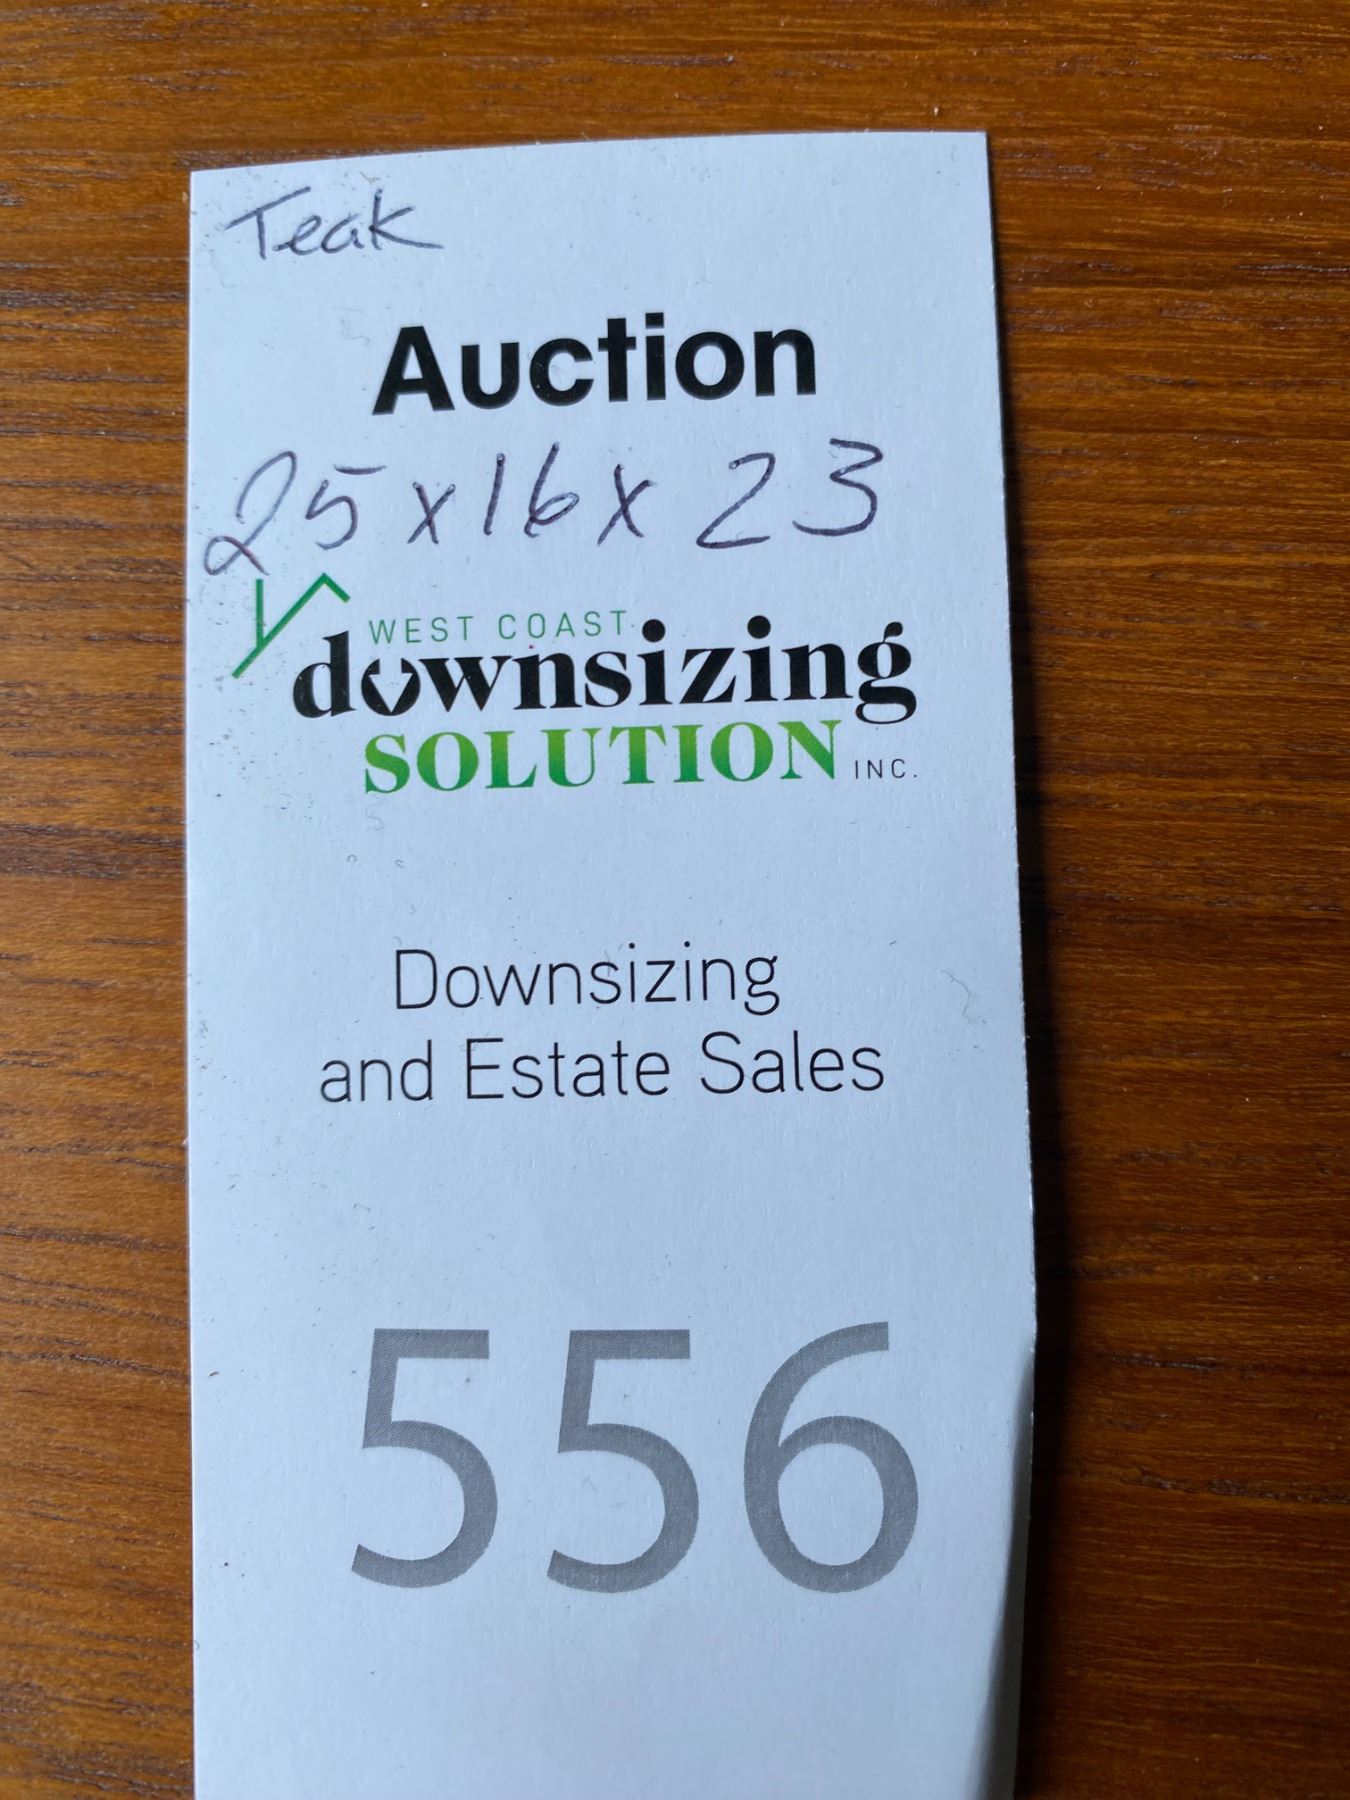 Teak
Auction
25 x 16 x 23
WEST COAST
downsizing
SOLUTION INC.
Downsizing
and Estate Sales
556